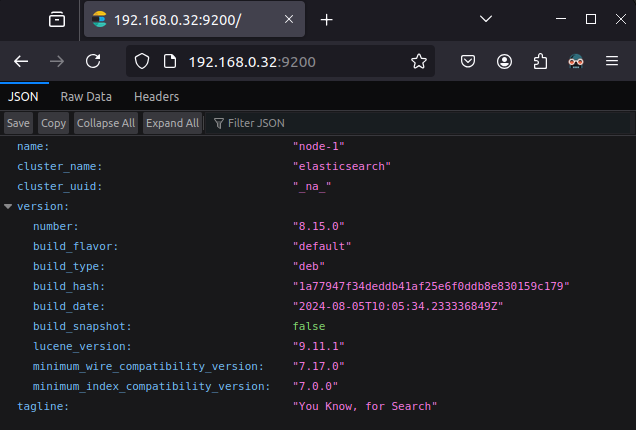 192.168.0.32:9200/
192.168.0.32:9200
JSON Raw Data Headers
Save Copy Collapse All Expand All Filter JSON
name: "node-1"
cluster_name: "elasticsearch"
cluster_uuid: "_na_"
version:
number: "8.15.0"
build_flavor: "default"
build_type: "deb"
build_hash: "1a77947f34deddb41af25e6f0ddb8e830159c179"
build_date: "2024-08-05T10:05:34.233336849Z"
build_snapshot: false
lucene_version: "9.11.1"
minimum_wire_compatibility_version: "7.17.0"
minimum_index_compatibility_version: "7.0.0"
tagline: "You Know, for Search"